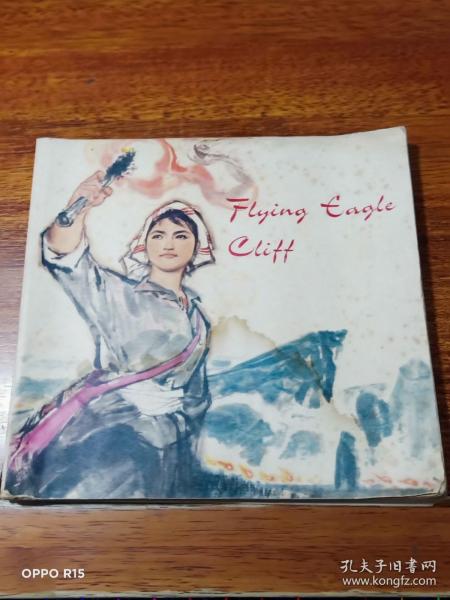 Flying Eagle
Cliff
OPPO R15
孔夫子旧书网
www.kongfz.com